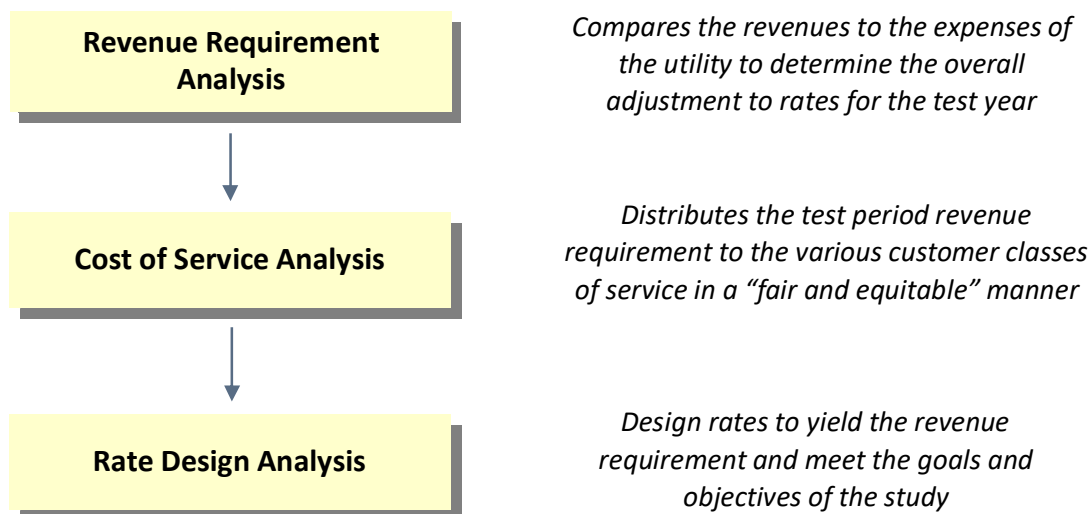 Revenue Requirement
Analysis
Compares the revenues to the expenses of
the utility to determine the overall
adjustment to rates for the test year
Cost of Service Analysis
Distributes the test period revenue
requirement to the various customer classes
of service in a “fair and equitable” manner
Rate Design Analysis
Design rates to yield the revenue
requirement and meet the goals and
objectives of the study